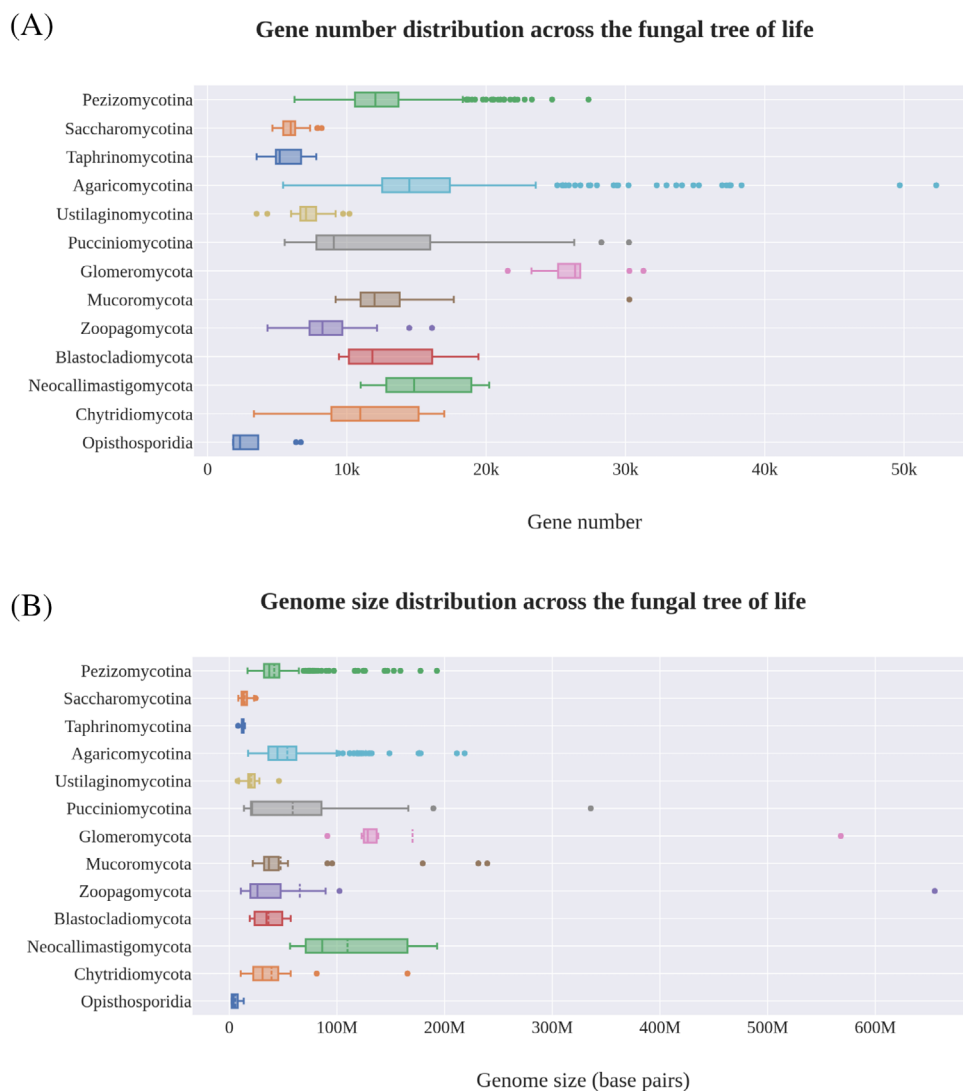 (A)
Gene number distribution across the fungal tree of life
Pezizomycotina
Saccharomycotina
Taphrinomycotina
Agaricomycotina
Ustilaginomycotina
Pucciniomycotina
Glomeromycota
Mucoromycota
Zoopagomycota
Blastocladiomycota
Neocallimastigomycota
Chytridiomycota
Opisthosporidia
0 10k 20k 30k 40k 50k
Gene number
(B)
Genome size distribution across the fungal tree of life
Pezizomycotina
Saccharomycotina
Taphrinomycotina
Agaricomycotina
Ustilaginomycotina
Pucciniomycotina
Glomeromycota
Mucoromycota
Zoopagomycota
Blastocladiomycota
Neocallimastigomycota
Chytridiomycota
Opisthosporidia
0 100M 200M 300M 400M 500M 600M
Genome size (base pairs)